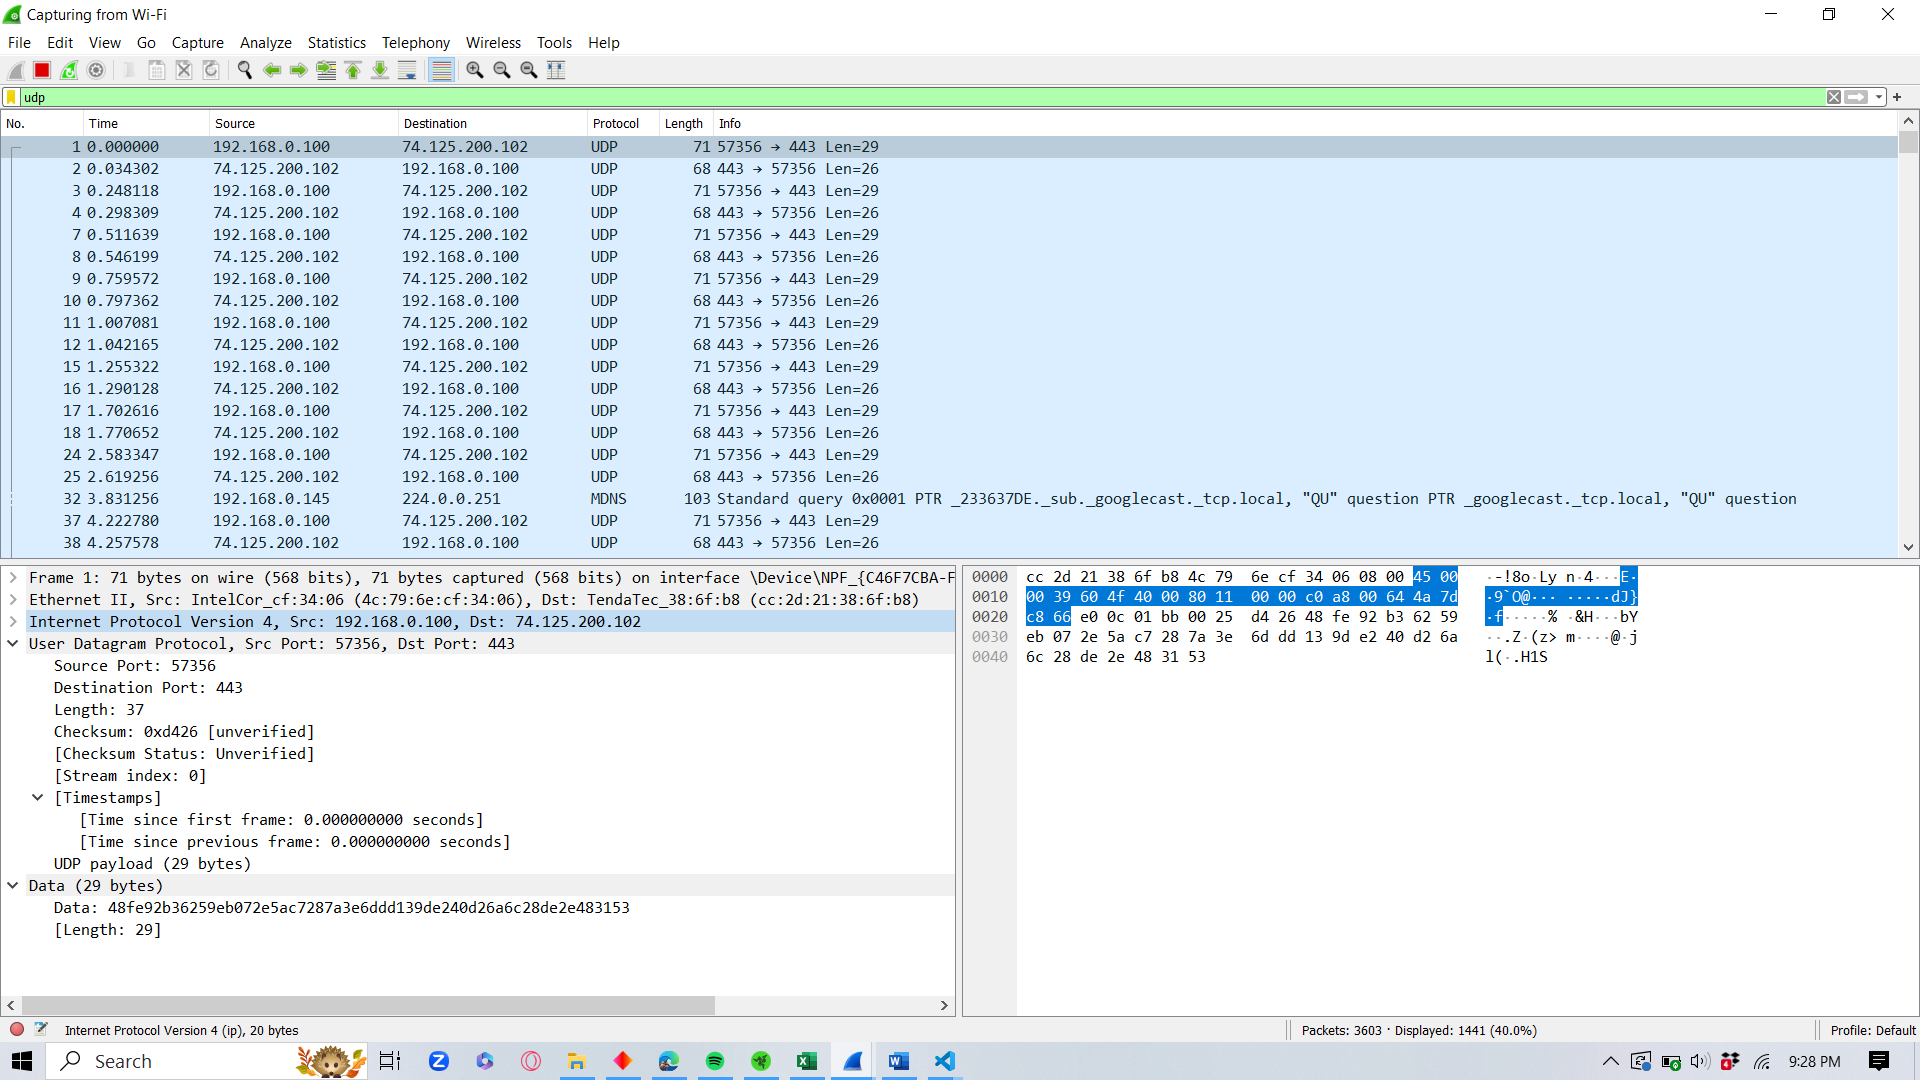 Capturing from Wi-Fi
File Edit View Go Capture Analyze Statistics Telephony Wireless Tools Help
udp
No. Time Source Destination Protocol Length Info
1 0.000000 192.168.0.100 74.125.200.102 UDP 71 57356 → 443 Len=29
2 0.034302 74.125.200.102 192.168.0.100 UDP 68 443 → 57356 Len=26
3 0.248118 192.168.0.100 74.125.200.102 UDP 71 57356 → 443 Len=29
4 0.298309 74.125.200.102 192.168.0.100 UDP 68 443 → 57356 Len=26
7 0.511639 192.168.0.100 74.125.200.102 UDP 71 57356 → 443 Len=29
8 0.546199 74.125.200.102 192.168.0.100 UDP 68 443 → 57356 Len=26
9 0.759572 192.168.0.100 74.125.200.102 UDP 71 57356 → 443 Len=29
10 0.797362 74.125.200.102 192.168.0.100 UDP 68 443 → 57356 Len=26
11 1.007081 192.168.0.100 74.125.200.102 UDP 71 57356 → 443 Len=29
12 1.042165 74.125.200.102 192.168.0.100 UDP 68 443 → 57356 Len=26
15 1.255322 192.168.0.100 74.125.200.102 UDP 71 57356 → 443 Len=29
16 1.290128 74.125.200.102 192.168.0.100 UDP 68 443 → 57356 Len=26
17 1.702616 192.168.0.100 74.125.200.102 UDP 71 57356 → 443 Len=29
18 1.770652 74.125.200.102 192.168.0.100 UDP 68 443 → 57356 Len=26
24 2.583347 192.168.0.100 74.125.200.102 UDP 71 57356 → 443 Len=29
25 2.619256 74.125.200.102 192.168.0.100 UDP 68 443 → 57356 Len=26
32 3.831256 192.168.0.145 224.0.0.251 MDNS 103 Standard query 0x0001 PTR _233637DE._sub._googlecast._tcp.local, "QU" question PTR _googlecast._tcp.local, "QU" question
37 4.222780 192.168.0.100 74.125.200.102 UDP 71 57356 → 443 Len=29
38 4.257578 74.125.200.102 192.168.0.100 UDP 68 443 → 57356 Len=26
Frame 1: 71 bytes on wire (568 bits), 71 bytes captured (568 bits) on interface \Device\NPF_{C46F7CBA-F
Ethernet II, Src: IntelCor_cf:34:06 (4c:79:6e:cf:34:06), Dst: TendaTec_38:6f:b8 (cc:2d:21:38:6f:b8)
Internet Protocol Version 4, Src: 192.168.0.100, Dst: 74.125.200.102
User Datagram Protocol, Src Port: 57356, Dst Port: 443
Source Port: 57356
Destination Port: 443
Length: 37
Checksum: 0xd426 [unverified]
[Checksum Status: Unverified]
[Stream index: 0]
[Timestamps]
[Time since first frame: 0.000000000 seconds]
[Time since previous frame: 0.000000000 seconds]
UDP payload (29 bytes)
Data (29 bytes)
Data: 48fe92b36259eb072e5ac7287a3e6ddd139de240d26a6c28de2e483153
[Length: 29]
0000 cc 2d 21 38 6f b8 4c 79 6e cf 34 06 08 00 45 00 ·-!8o·Ly n·4···E·
0010 00 39 60 4f 40 00 80 11 00 00 c0 a8 00 64 4a 7d ·9`O@··· ·····dJ}
0020 c8 66 e0 0c 01 bb 00 25 d4 26 48 fe 92 b3 62 59 ·f·····% ·&H···bY
0030 eb 07 2e 5a c7 28 7a 3e 6d dd 13 9d e2 40 d2 6a ··.Z·(z> m····@·j
0040 6c 28 de 2e 48 31 53 l(·.H1S
Internet Protocol Version 4 (ip), 20 bytes
Packets: 3603 · Displayed: 1441 (40.0%)
Profile: Default
Search
9:28 PM